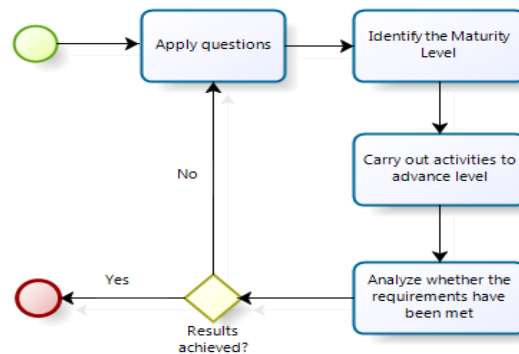 Apply questions
Identify the Maturity
Level
Carry out activities to
advance level
No
Yes
Analyze whether the
requirements have
been met
Results
achieved?